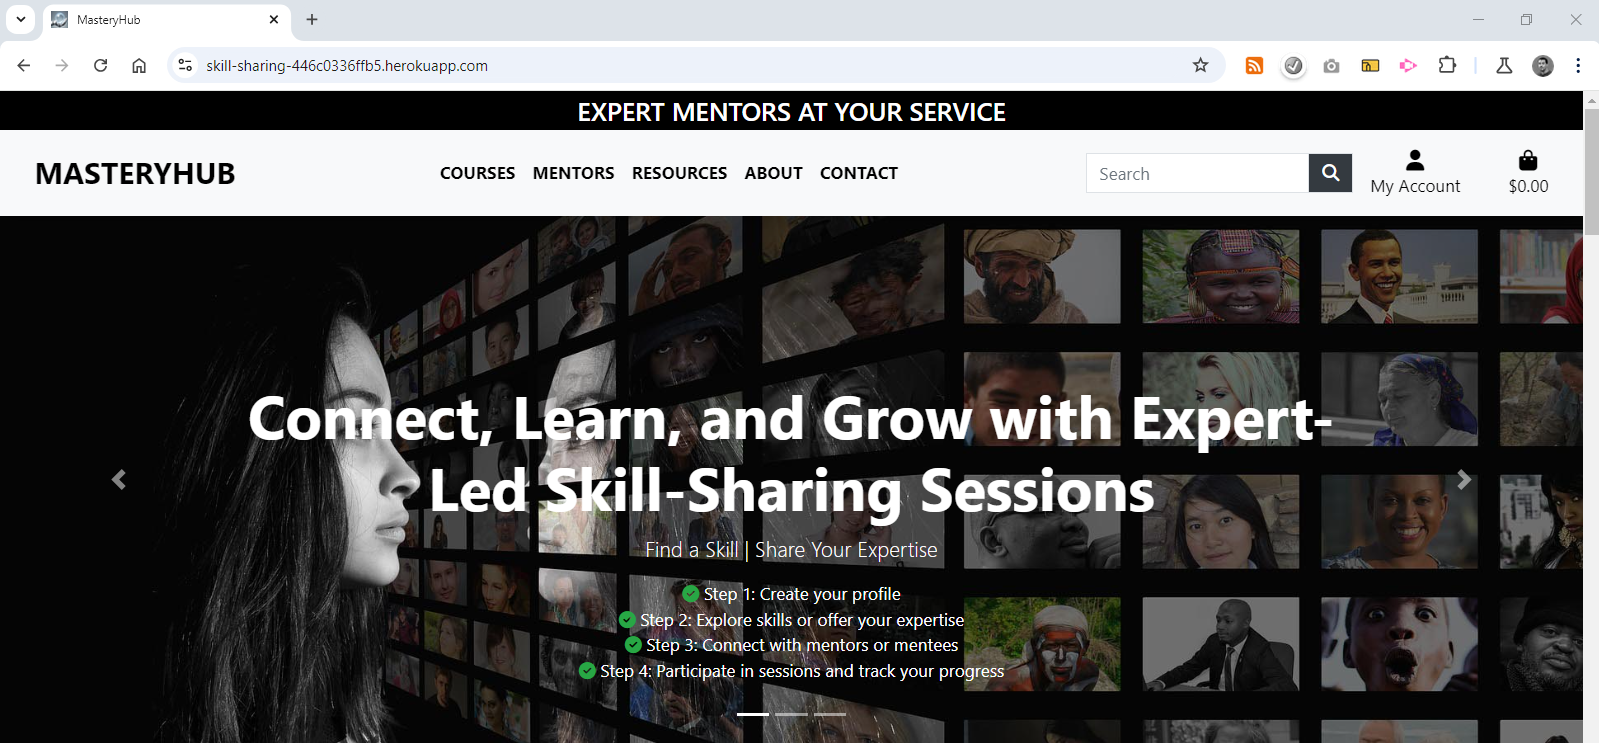 MasteryHub
skill-sharing-446c0336ffb5.herokuapp.com
EXPERT MENTORS AT YOUR SERVICE
MASTERYHUB
COURSES MENTORS RESOURCES ABOUT CONTACT
Search
My Account
$0.00
Connect, Learn, and Grow with Expert-
Led Skill-Sharing Sessions
Find a Skill | Share Your Expertise
Step 1: Create your profile
Step 2: Explore skills or offer your expertise
Step 3: Connect with mentors or mentees
Step 4: Participate in sessions and track your progress